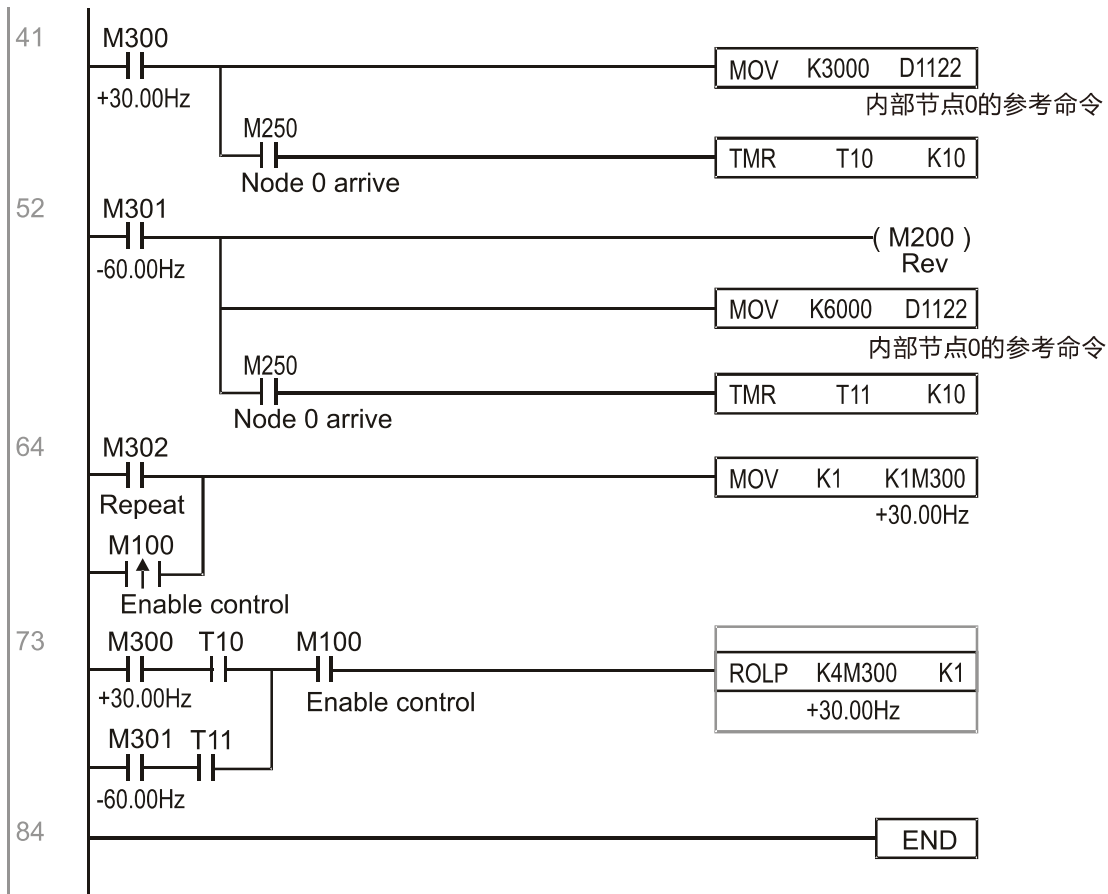 41
M300
MOV K3000 D1122
+30.00Hz
内部节点0的参考命令
M250
TMR T10 K10
Node 0 arrive
52
M301
( M200 )
-60.00Hz
Rev
MOV K6000 D1122
内部节点0的参考命令
M250
TMR T11 K10
Node 0 arrive
64
M302
MOV K1 K1M300
Repeat
+30.00Hz
M100
Enable control
73
M300 T10 M100
ROLP K4M300 K1
+30.00Hz
Enable control
+30.00Hz
M301 T11
-60.00Hz
84
END